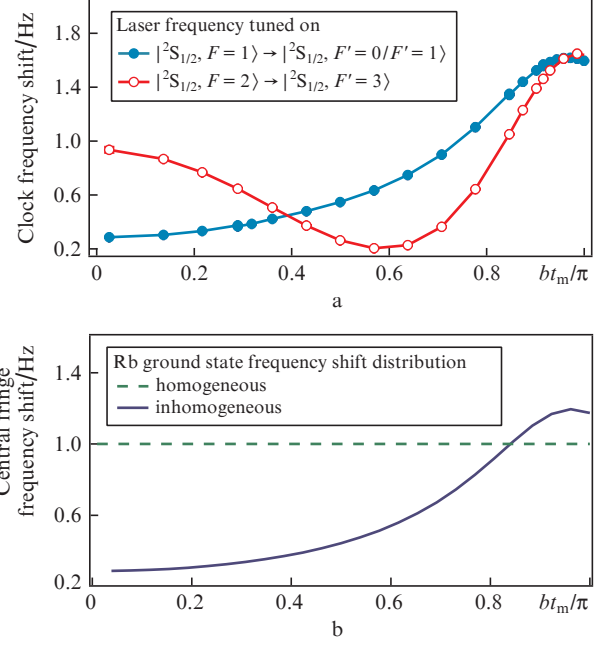 Clock frequency shift/Hz
1.8
1.4
1.0
0.6
0.2
Laser frequency tuned on
|²S₁/₂, F = 1⟩ → |²S₁/₂, F′ = 0/F′ = 1⟩
|²S₁/₂, F = 2⟩ → |²S₁/₂, F′ = 3⟩
0 0.2 0.4 0.6 0.8 btₘ/π
a
Central fringe
frequency shift/Hz
1.4
1.0
0.6
0.2
Rb ground state frequency shift distribution
homogeneous
inhomogeneous
0 0.2 0.4 0.6 0.8 btₘ/π
b